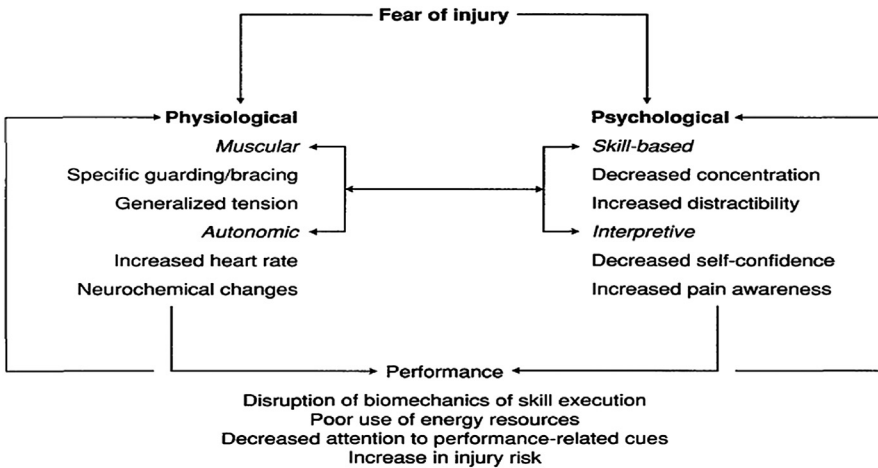 Fear of injury
Physiological
Muscular
Specific guarding/bracing
Generalized tension
Autonomic
Increased heart rate
Neurochemical changes
Psychological
Skill-based
Decreased concentration
Increased distractibility
Interpretive
Decreased self-confidence
Increased pain awareness
Performance
Disruption of biomechanics of skill execution
Poor use of energy resources
Decreased attention to performance-related cues
Increase in injury risk